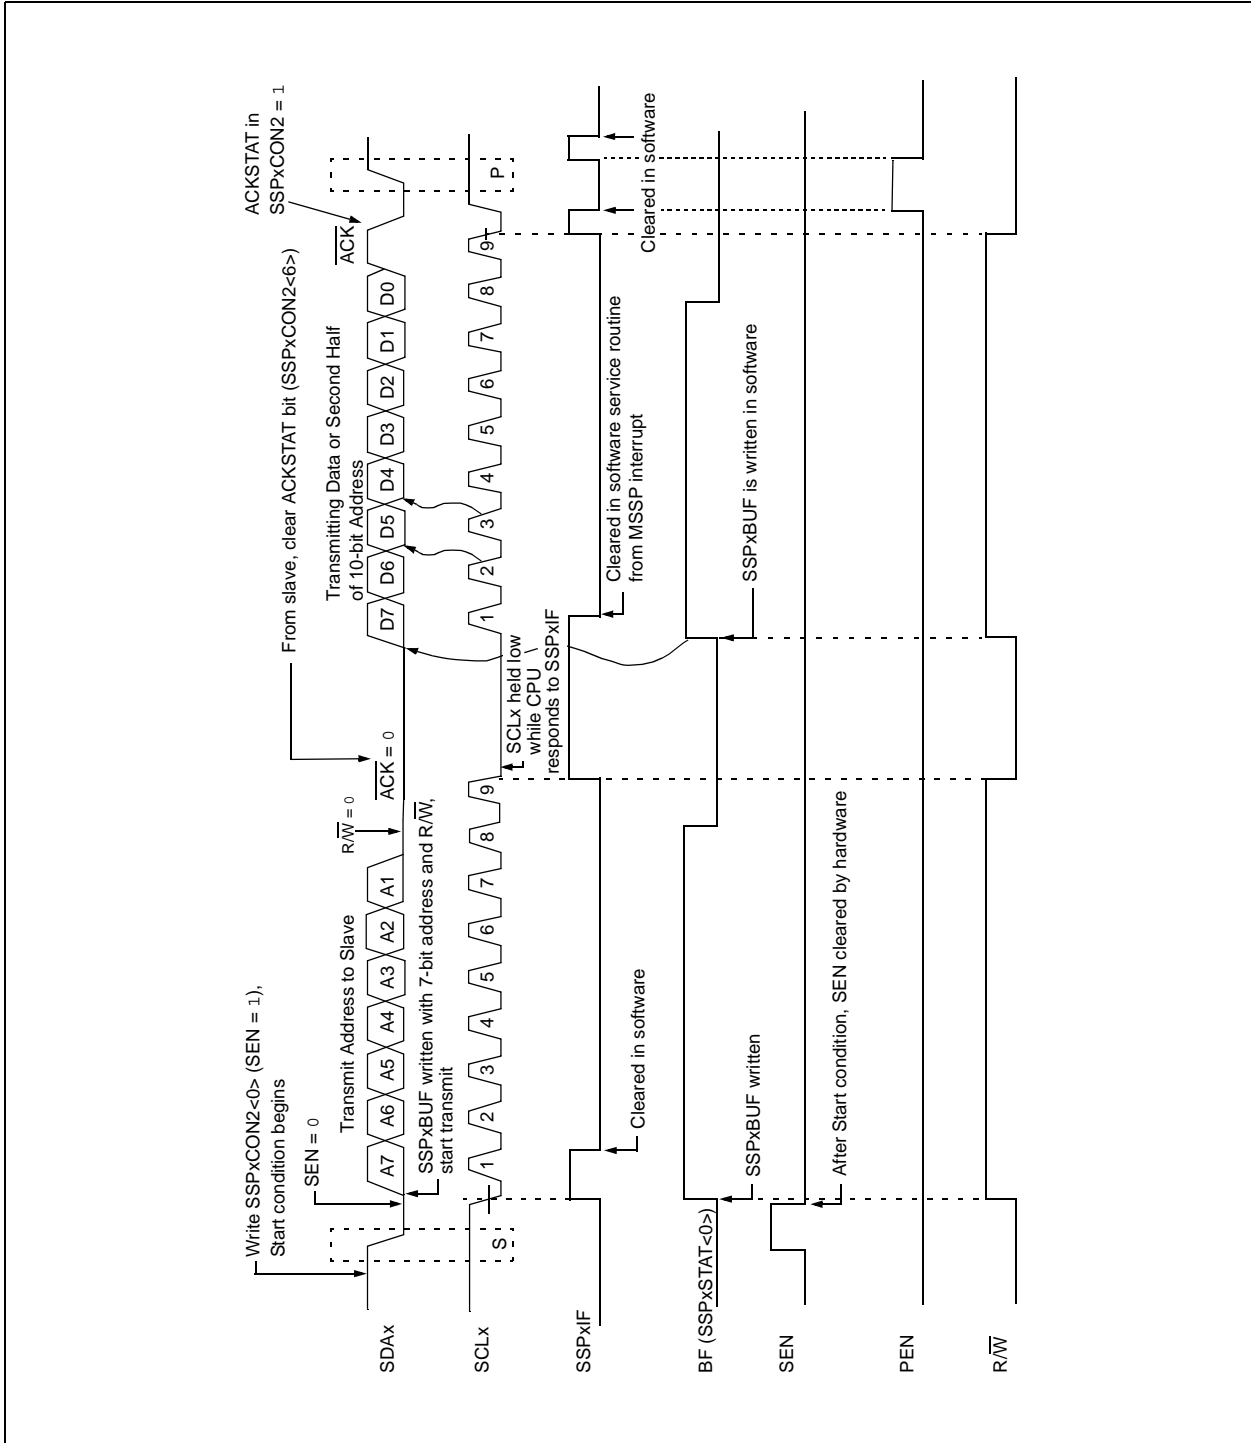 Write SSPxCON2<0> (SEN = 1),
Start condition begins
From slave, clear ACKSTAT bit (SSPxCON2<6>)
ACKSTAT in
SSPxCON2 = 1
SEN = 0
Transmit Address to Slave
R/W = 0
ACK = 0
Transmitting Data or Second Half
of 10-bit Address
ACK
SDAx
A7 A6 A5 A4 A3 A2 A1
D7 D6 D5 D4 D3 D2 D1 D0
SSPxBUF written with 7-bit address and R/W,
start transmit
SCLx
S
1 2 3 4 5 6 7 8 9
1 2 3 4 5 6 7 8 9
P
SCLx held low
while CPU
responds to SSPxIF
SSPxIF
Cleared in software
Cleared in software service routine
from MSSP interrupt
Cleared in software
BF (SSPxSTAT<0>)
SSPxBUF written
SSPxBUF is written in software
SEN
After Start condition, SEN cleared by hardware
PEN
R/W